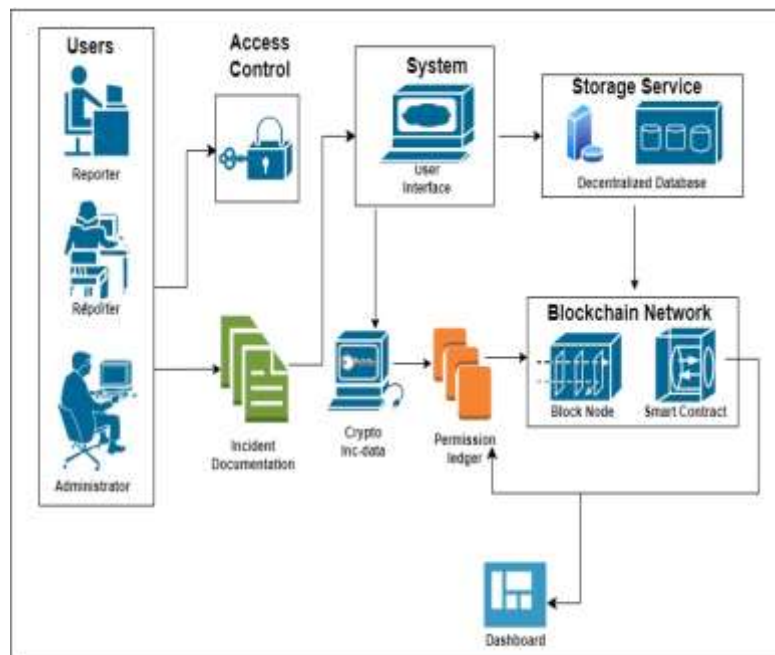 Users
Reporter
Reporter
Administrator
Access
Control
Incident
Documentation
System
User
Interface
Crypto
Inc-data
Permission
ledger
Storage Service
Decentralized Database
Blockchain Network
Block Node
Smart Contract
Dashboard